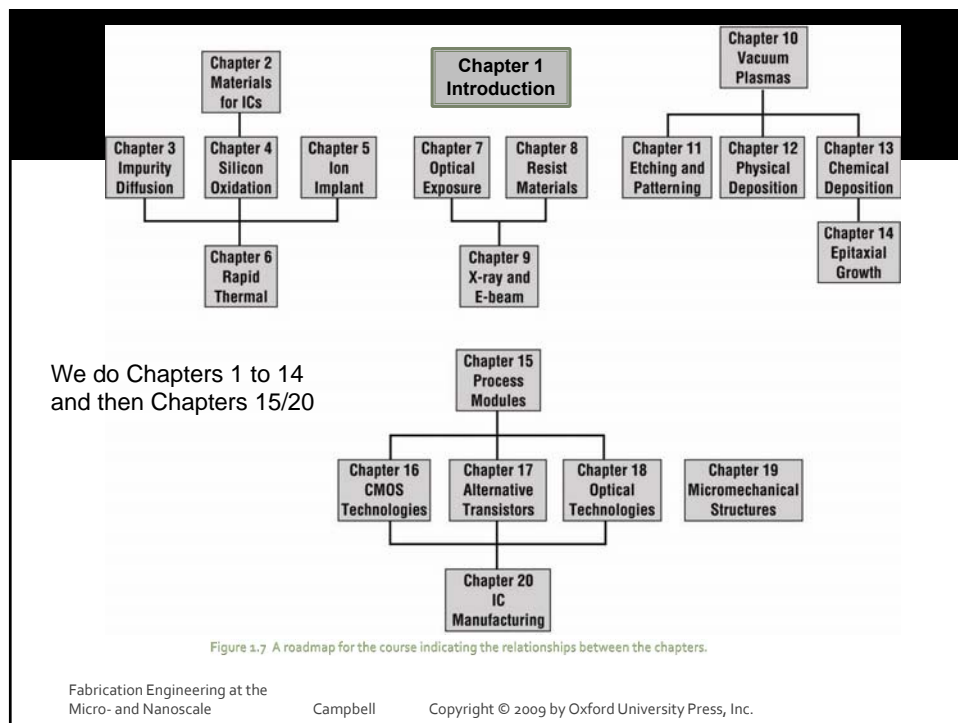 Chapter 1
Introduction
Chapter 2
Materials
for ICs
Chapter 10
Vacuum
Plasmas
Chapter 3
Impurity
Diffusion
Chapter 4
Silicon
Oxidation
Chapter 5
Ion
Implant
Chapter 7
Optical
Exposure
Chapter 8
Resist
Materials
Chapter 11
Etching and
Patterning
Chapter 12
Physical
Deposition
Chapter 13
Chemical
Deposition
Chapter 6
Rapid
Thermal
Chapter 9
X-ray and
E-beam
Chapter 14
Epitaxial
Growth
We do Chapters 1 to 14
and then Chapters 15/20
Chapter 15
Process
Modules
Chapter 16
CMOS
Technologies
Chapter 17
Alternative
Transistors
Chapter 18
Optical
Technologies
Chapter 19
Micromechanical
Structures
Chapter 20
IC
Manufacturing
Figure 1.7 A roadmap for the course indicating the relationships between the chapters.
Fabrication Engineering at the
Micro- and Nanoscale Campbell Copyright © 2009 by Oxford University Press, Inc.